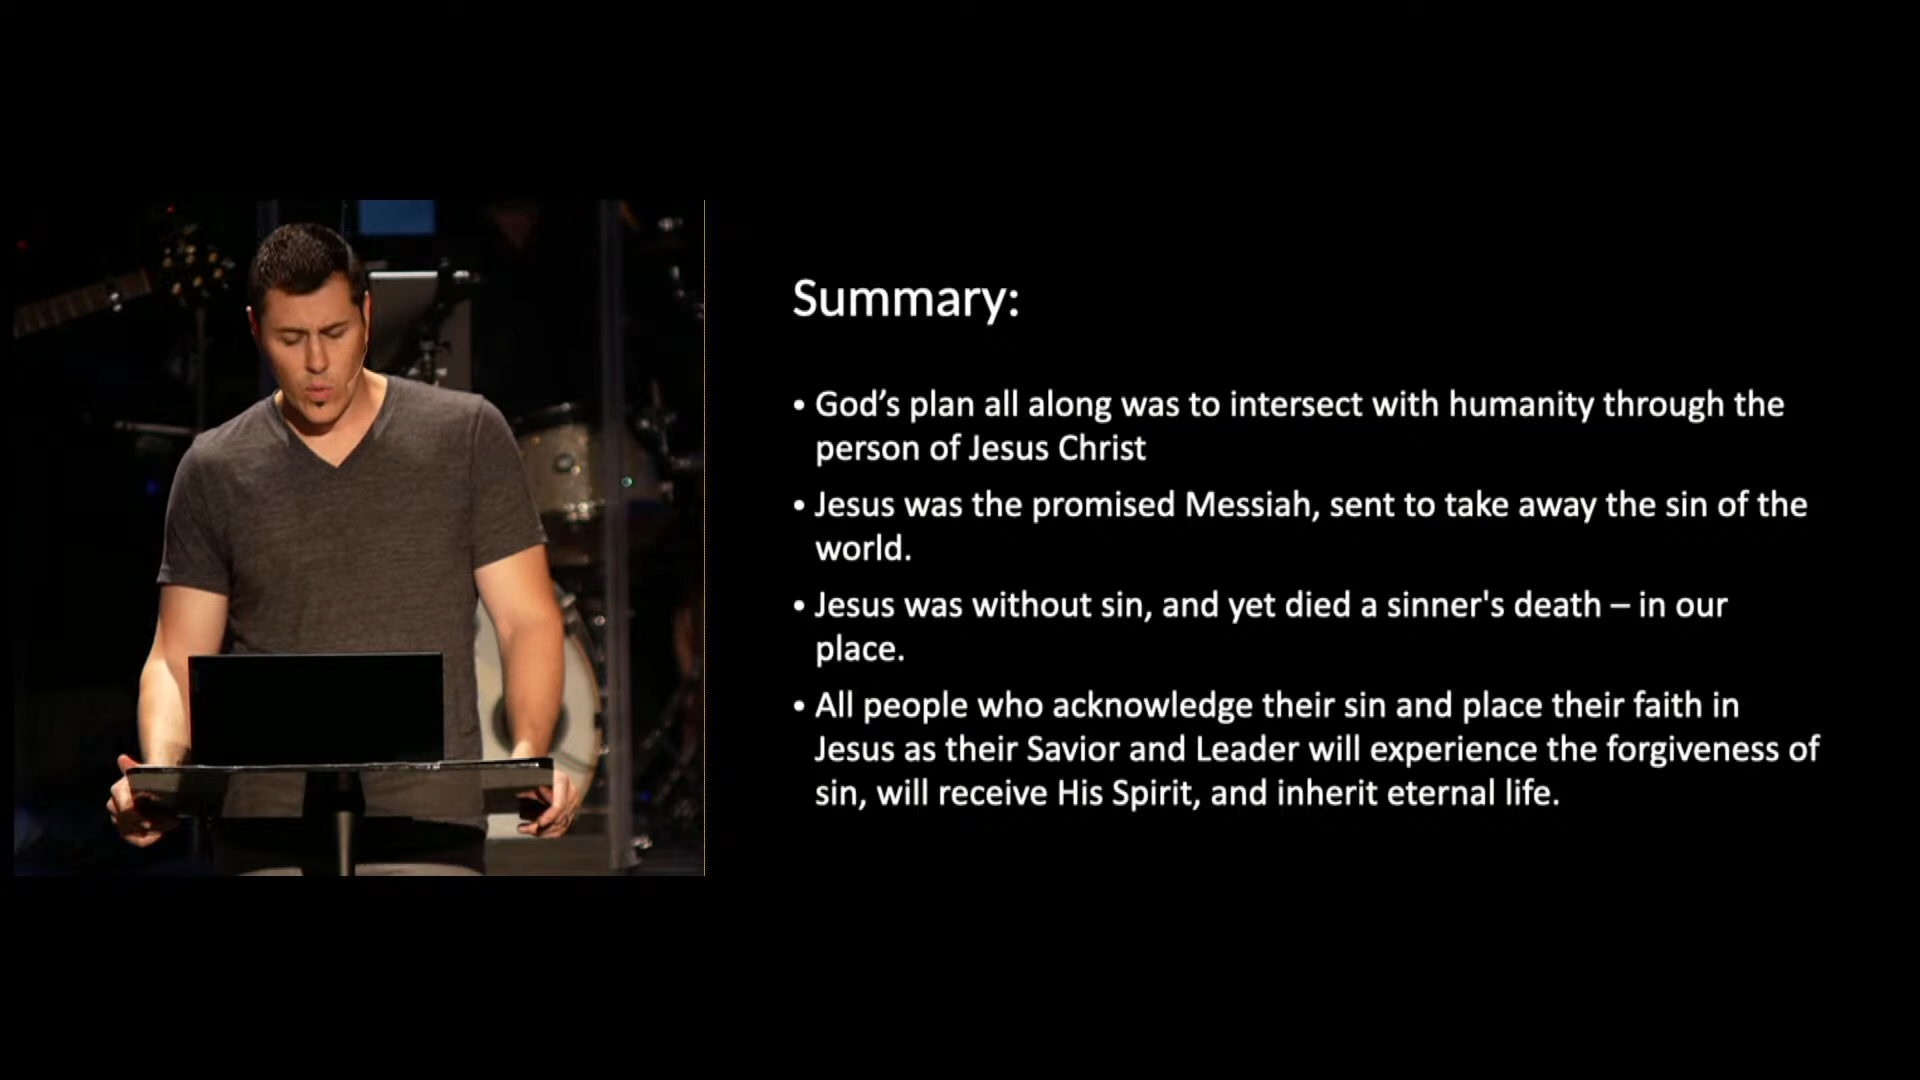 Summary:
• God’s plan all along was to intersect with humanity through the
person of Jesus Christ
• Jesus was the promised Messiah, sent to take away the sin of the
world.
• Jesus was without sin, and yet died a sinner's death – in our
place.
• All people who acknowledge their sin and place their faith in
Jesus as their Savior and Leader will experience the forgiveness of
sin, will receive His Spirit, and inherit eternal life.